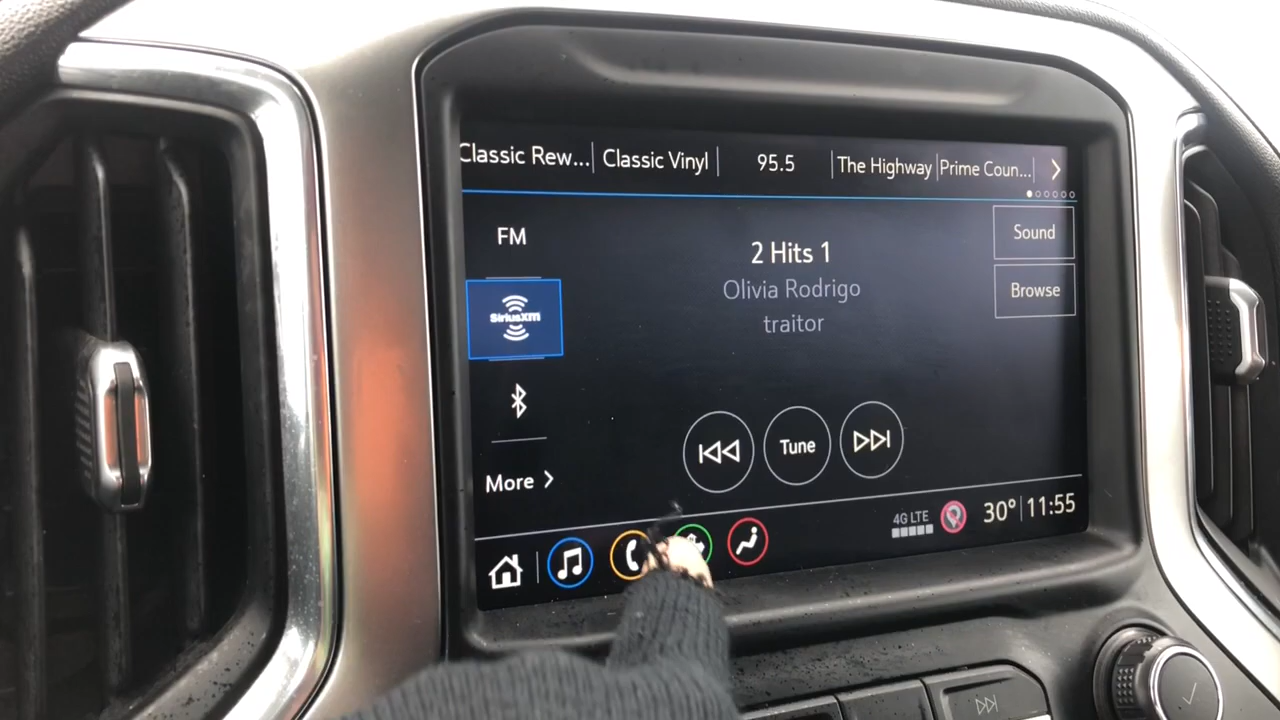 Classic Rew... Classic Vinyl 95.5 The Highway Prime Coun...
FM
2 Hits 1
Sound
Olivia Rodrigo
Browse
SiriusXM
traitor
Tune
More
4G LTE
30° 11:55